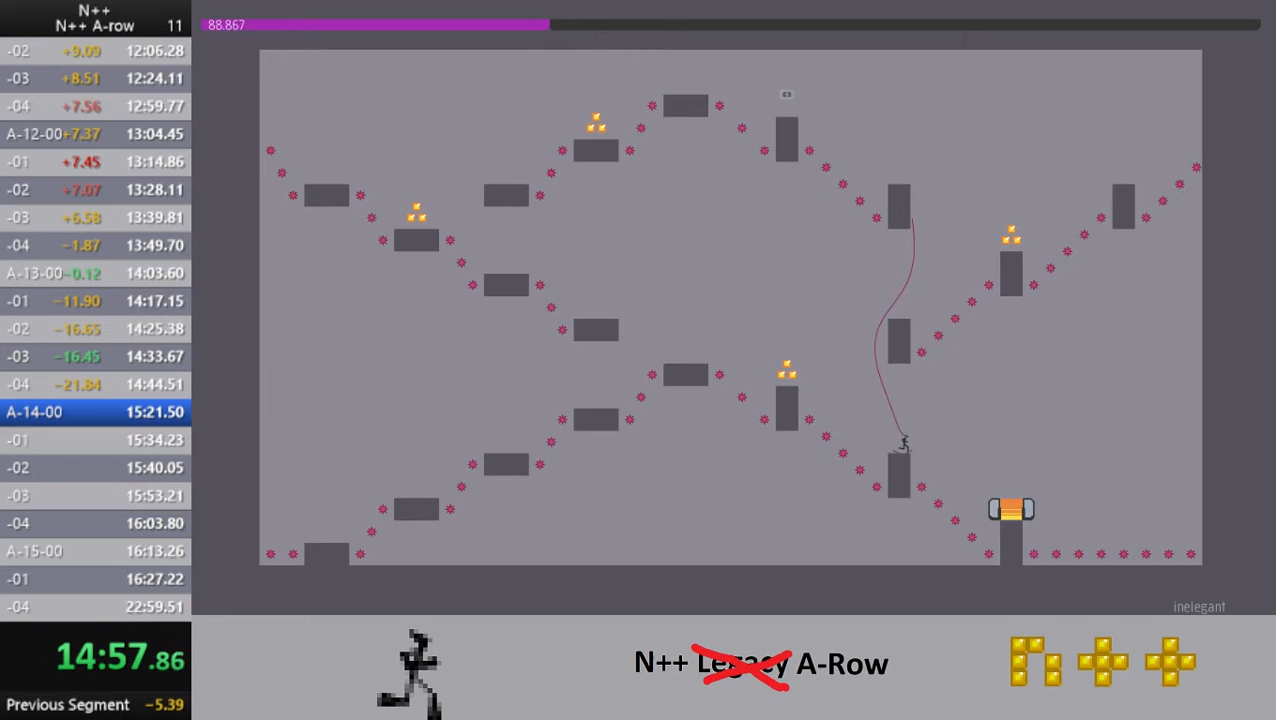 N++
N++ A-row 11
-02 +9.09 12:06.28
-03 +8.51 12:24.11
-04 +7.56 12:59.77
A-12-00 +7.37 13:04.45
-01 +7.45 13:14.86
-02 +7.07 13:28.11
-03 +6.58 13:39.81
-04 −1.87 13:49.70
A-13-00 −0.12 14:03.60
-01 −11.90 14:17.15
-02 −16.65 14:25.38
-03 −16.45 14:33.67
-04 −21.84 14:44.51
A-14-00 15:21.50
-01 15:34.23
-02 15:40.05
-03 15:53.21
-04 16:03.80
A-15-00 16:13.26
-01 16:27.22
-04 22:59.51
14:57.86
Previous Segment −5.39
88.867
inelegant
N++ Legacy A-Row
n++